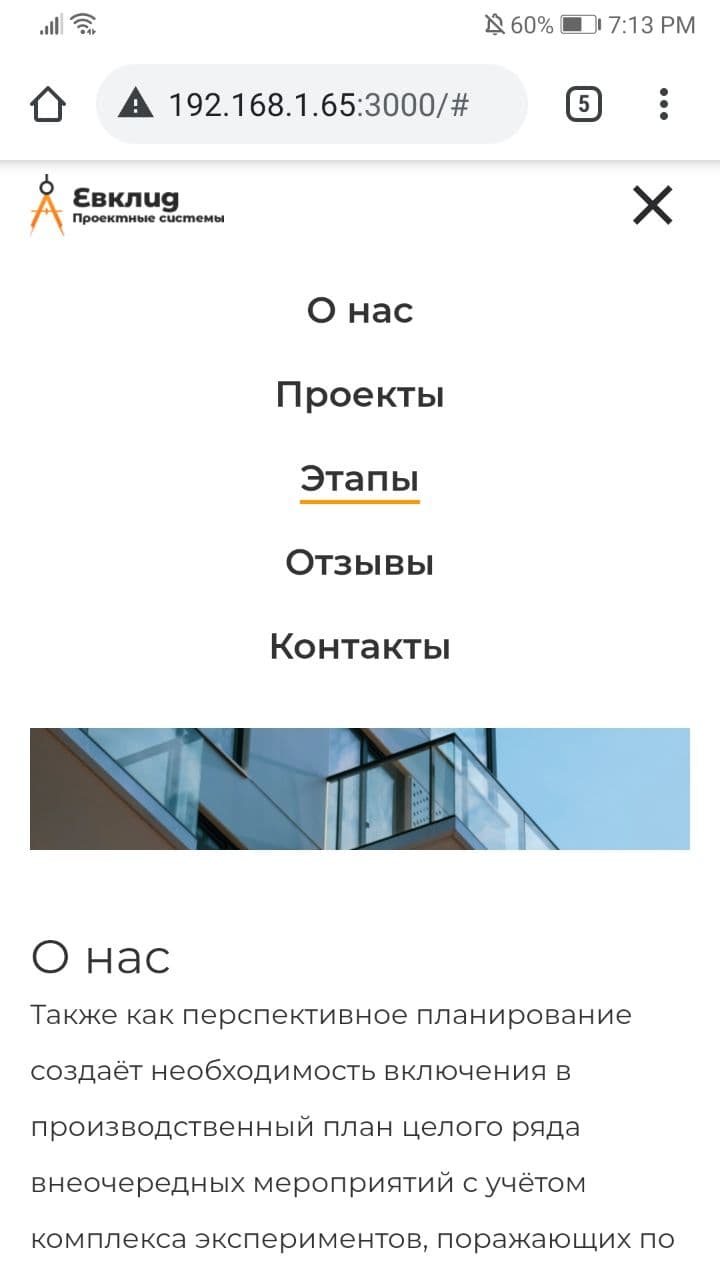 60% 7:13 PM
192.168.1.65:3000/#
5
Евклид
Проектные системы
О нас
Проекты
Этапы
Отзывы
Контакты
О нас
Также как перспективное планирование
создаёт необходимость включения в
производственный план целого ряда
внеочередных мероприятий с учётом
комплекса экспериментов, поражающих по